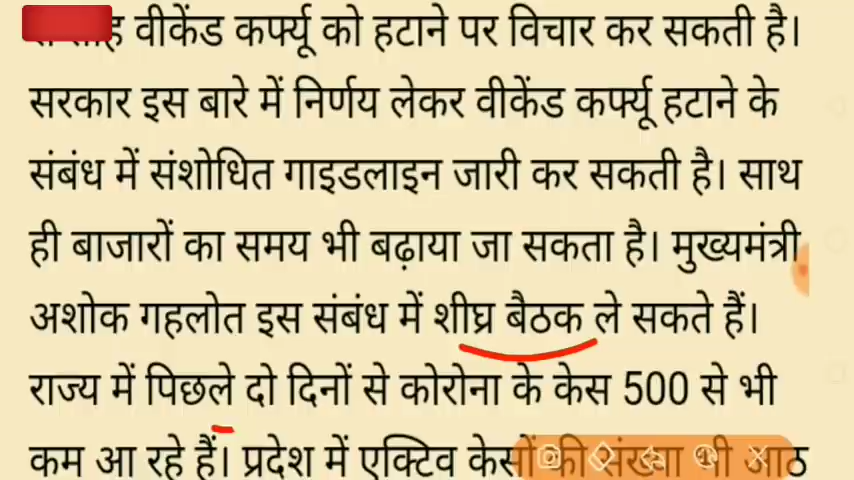 वीकेंड कर्फ्यू को हटाने पर विचार कर सकती है।
सरकार इस बारे में निर्णय लेकर वीकेंड कर्फ्यू हटाने के
संबंध में संशोधित गाइडलाइन जारी कर सकती है। साथ
ही बाजारों का समय भी बढ़ाया जा सकता है। मुख्यमंत्री
अशोक गहलोत इस संबंध में शीघ्र बैठक ले सकते हैं।
राज्य में पिछले दो दिनों से कोरोना के केस 500 से भी
कम आ रहे हैं। प्रदेश में एक्टिव केसों की संख्या भी आठ